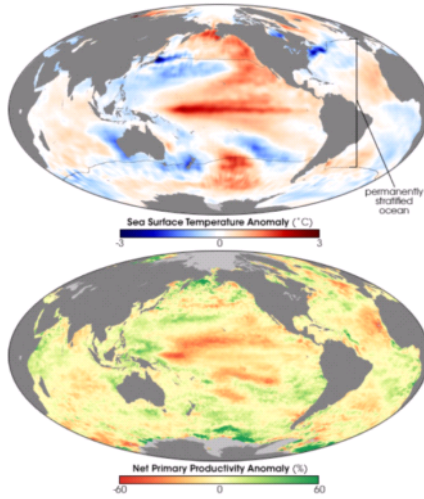 permanently
stratified
ocean
Sea Surface Temperature Anomaly (°C)
-3 0 3
Net Primary Productivity Anomaly (%)
-60 0 60